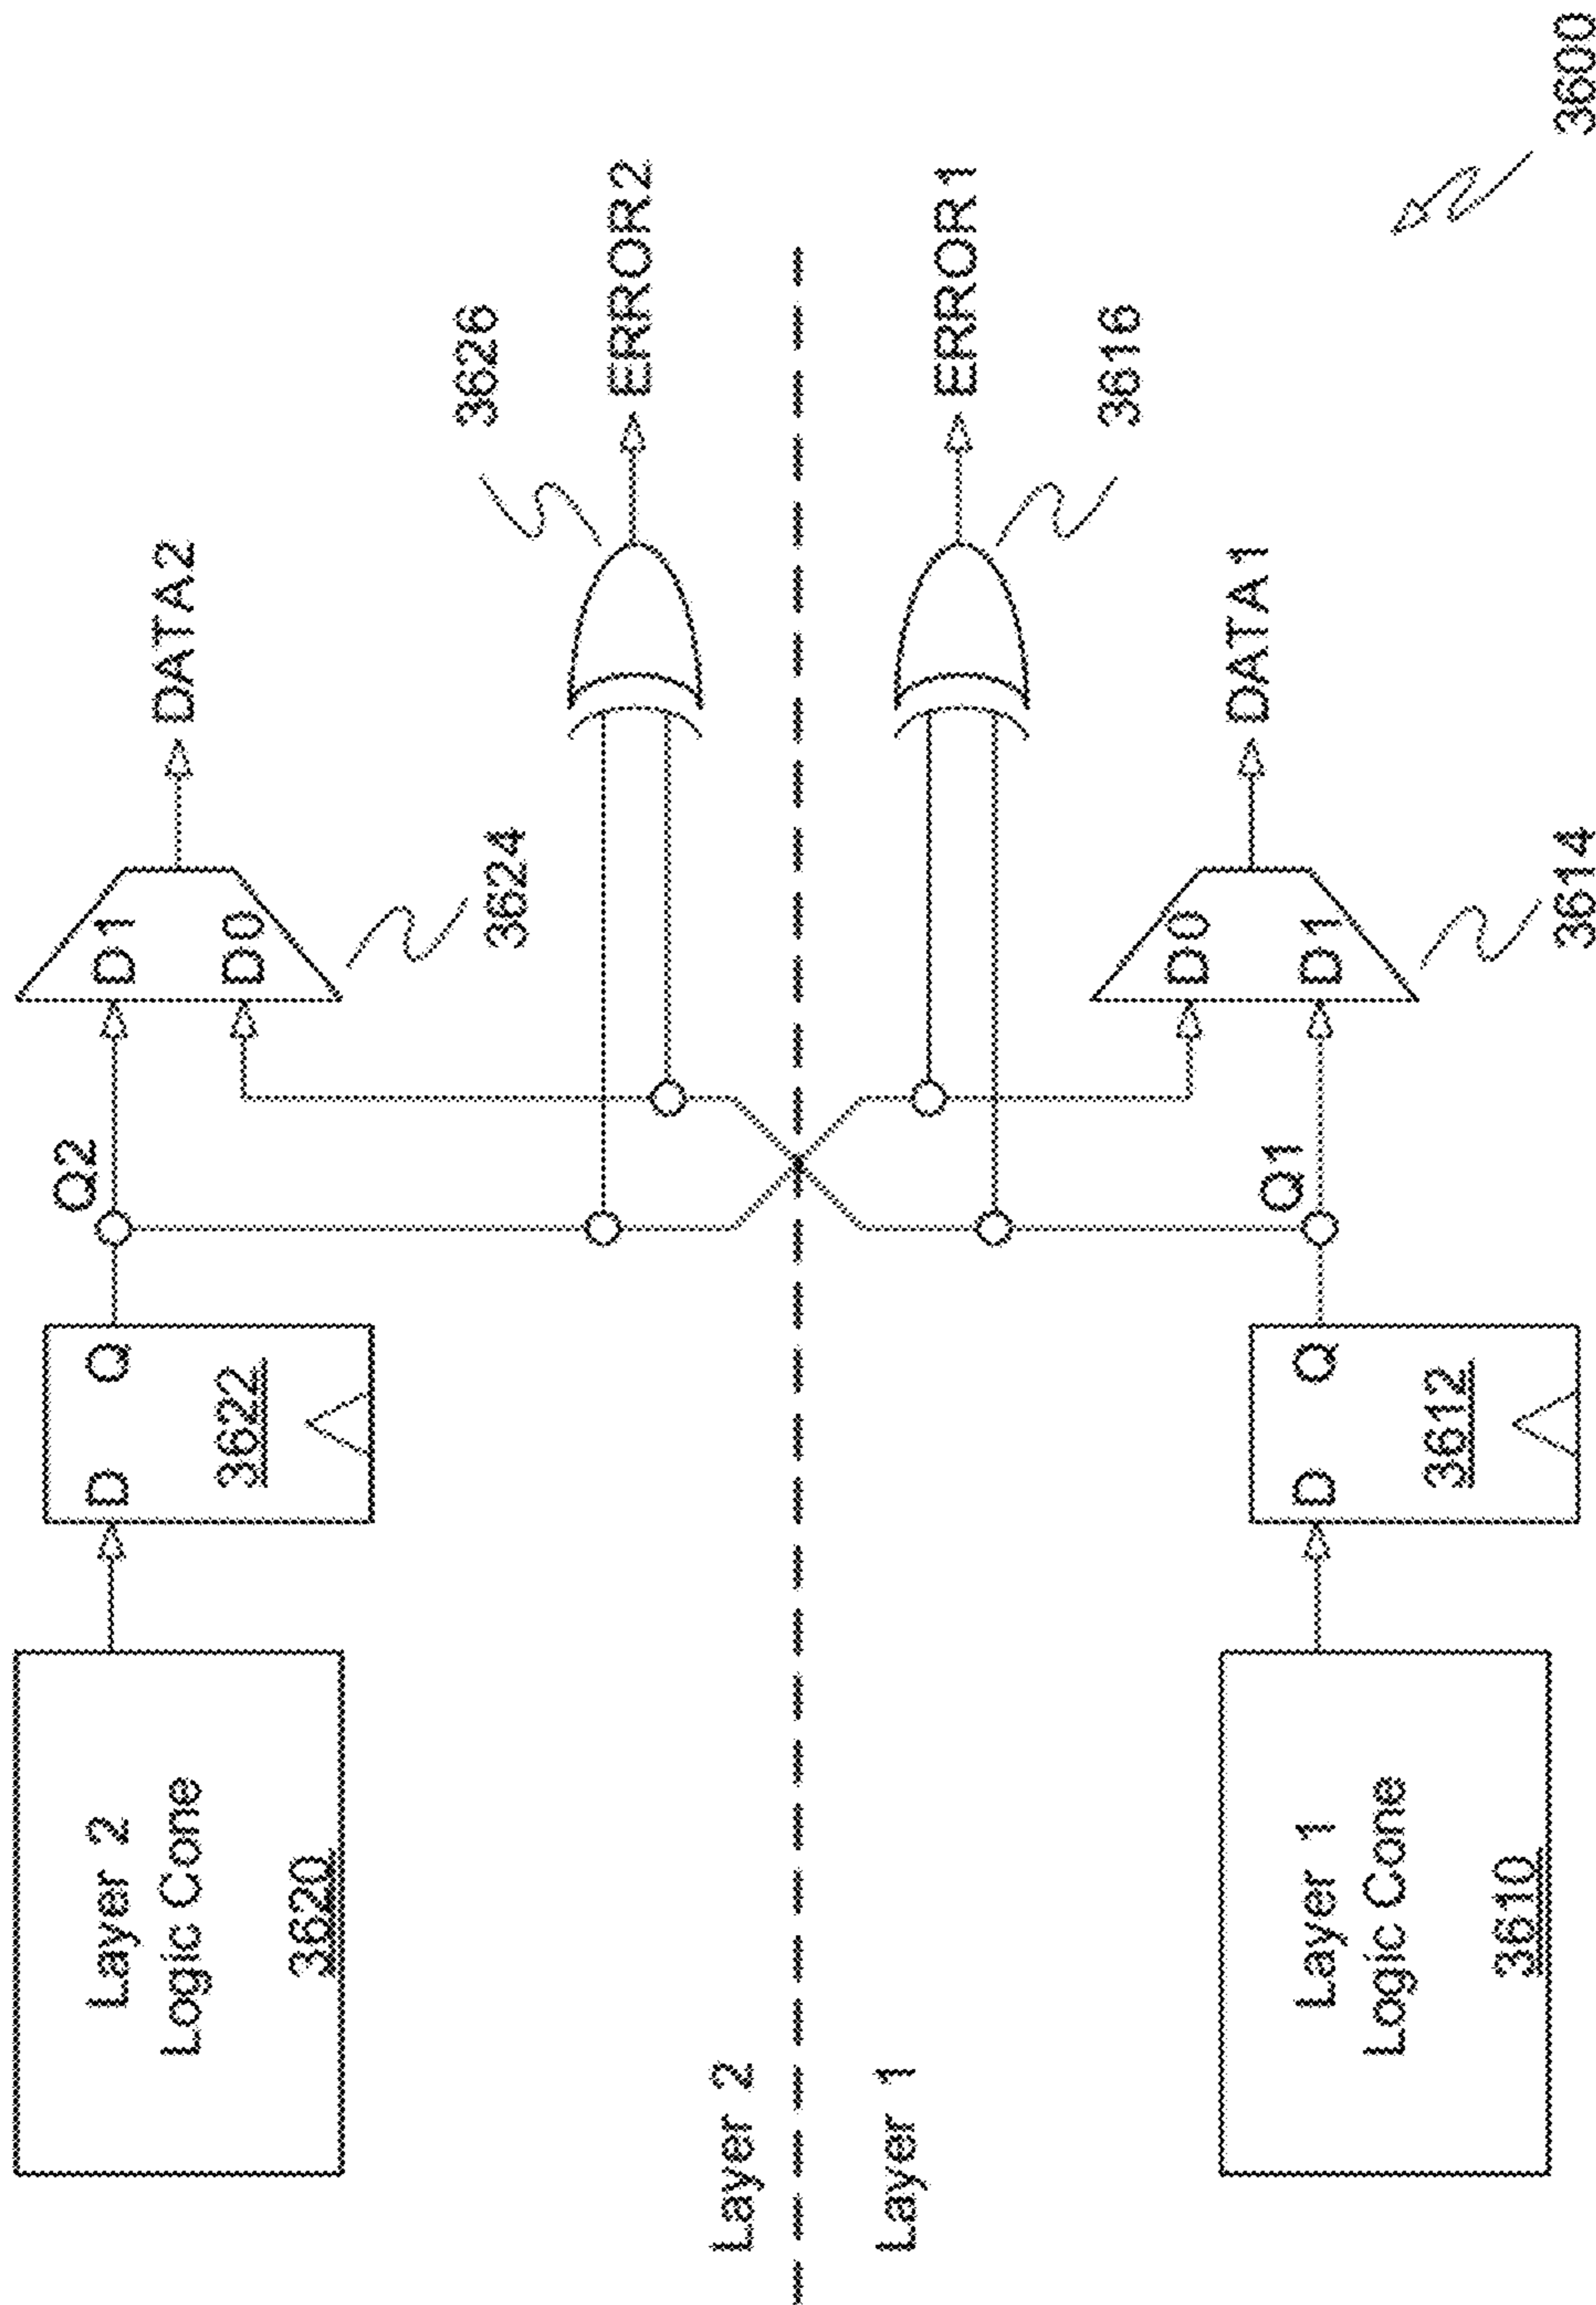 Layer 2
Logic Cone
3620
D
Q
3622
Q2
D1
D0
3624
DATA2
3626
ERROR2
Layer 2
Layer 1
ERROR1
3616
Layer 1
Logic Cone
3610
D
Q
3612
Q1
D0
D1
3614
DATA1
3600